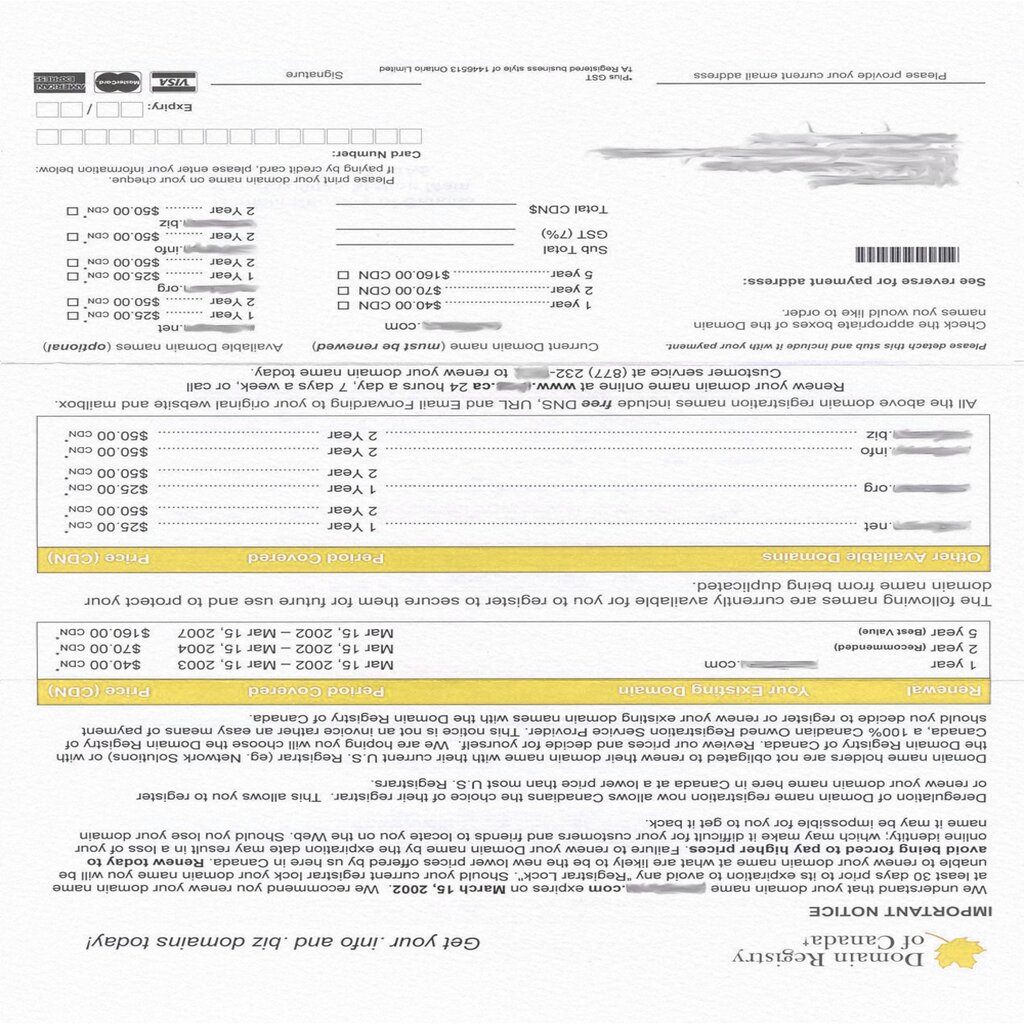 Domain Registry
of Canada†
Get your .info and .biz domains today!
IMPORTANT NOTICE
We understand that your domain name .com expires on March 15, 2002. We recommend you renew your domain name
at least 30 days prior to its expiration to avoid any "Registrar Lock". Should your current registrar lock your domain name you will be
unable to renew your domain name at what are likely to be the new lower prices offered by us here in Canada. Renew today to
avoid being forced to pay higher prices. Failure to renew your Domain name by the expiration date may result in a loss of your
online identity; which may make it difficult for your customers and friends to locate you on the Web. Should you lose your domain
name it may be impossible for you to get it back.
Deregulation of Domain name registration now allows Canadians the choice of their registrar. This allows you to register
or renew your domain name here in Canada at a lower price than most U.S. Registrars.
Domain name holders are not obligated to renew their domain name with their current U.S. Registrar (eg. Network Solutions) or with
the Domain Registry of Canada. Review our prices and decide for yourself. We are hoping you will choose the Domain Registry of
Canada, a 100% Canadian Owned Registration Service Provider. This notice is not an invoice rather an easy means of payment
should you decide to register or renew your existing domain names with the Domain Registry of Canada.
Renewal Your Existing Domain Period Covered Price (CDN)
1 year .com Mar 15, 2002 – Mar 15, 2003 $40.00 CDN*
2 year (Recommended) Mar 15, 2002 – Mar 15, 2004 $70.00 CDN*
5 year (Best Value) Mar 15, 2002 – Mar 15, 2007 $160.00 CDN*
The following names are currently available for you to register to secure them for future use and to protect your
domain name from being duplicated.
Other Available Domains Period Covered Price (CDN)
.net 1 Year $25.00 CDN*
2 Year $50.00 CDN*
.org 1 Year $25.00 CDN*
2 Year $50.00 CDN*
.info 2 Year $50.00 CDN*
.biz 2 Year $50.00 CDN*
All the above domain registration names include free DNS, URL and Email Forwarding to your original website and mailbox.
Renew your domain name online at www. .ca 24 hours a day, 7 days a week, or call
Customer service at (877) 232- to renew your domain name today.
Please detach this stub and include it with your payment.
Check the appropriate boxes of the Domain
names you would like to order.
See reverse for payment address:
Please provide your current email address
Current Domain name (must be renewed)
.com
1 year $40.00 CDN
2 year $70.00 CDN
5 year $160.00 CDN
Sub Total
GST (7%)
Total CDN$
Available Domain names (optional)
.net
1 Year $25.00 CDN*
2 Year $50.00 CDN*
.org
1 Year $25.00 CDN*
2 Year $50.00 CDN*
.info
2 Year $50.00 CDN*
.biz
2 Year $50.00 CDN*
Please print your domain name on your cheque.
If paying by credit card, please enter your information below:
Card Number:
Expiry: /
Signature
VISA
MasterCard
AMERICAN EXPRESS
*Plus GST
†A Registered business style of 1446513 Ontario Limited